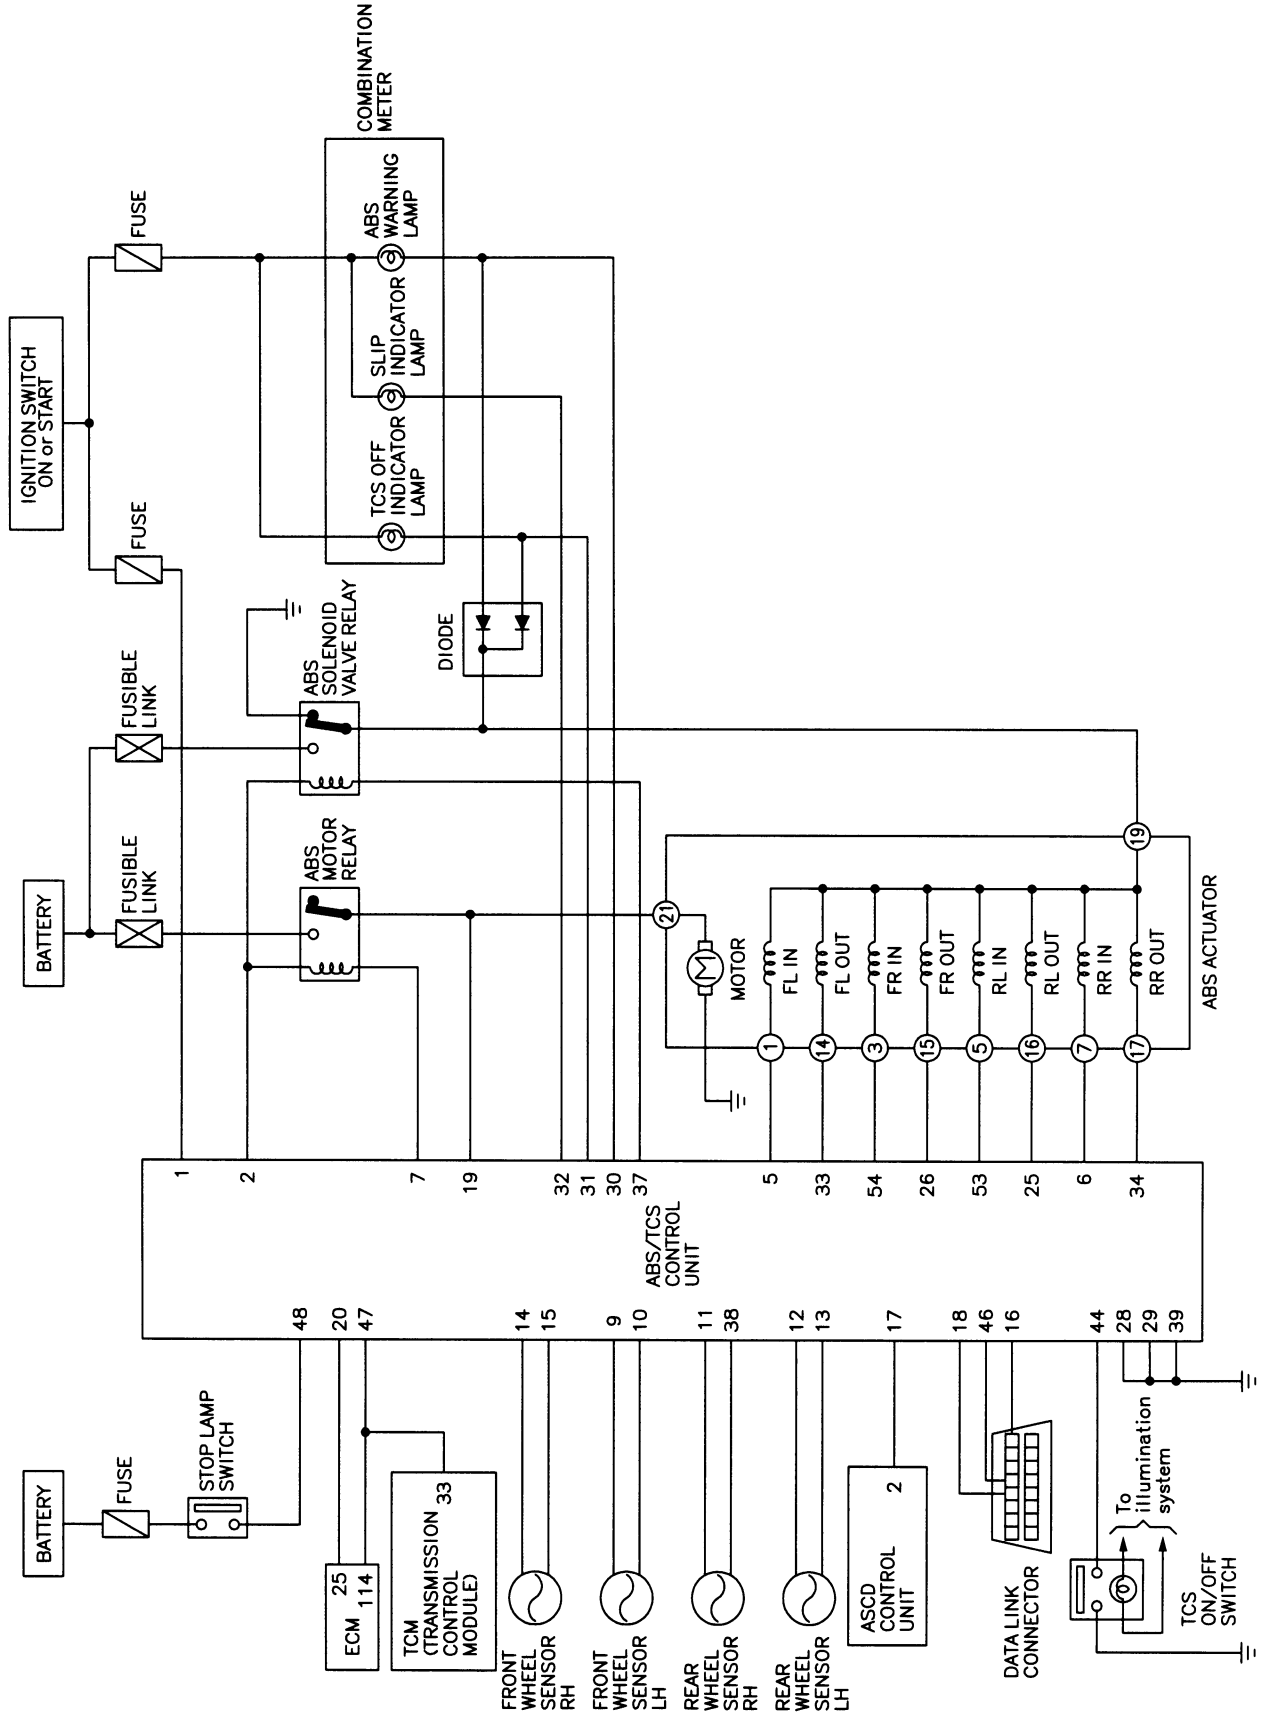 BATTERY
FUSE
STOP LAMP
SWITCH
ECM
25
114
TCM
(TRANSMISSION
CONTROL
MODULE)
33
FRONT
WHEEL
SENSOR
RH
FRONT
WHEEL
SENSOR
LH
REAR
WHEEL
SENSOR
RH
REAR
WHEEL
SENSOR
LH
ASCD
CONTROL
UNIT
2
DATA LINK
CONNECTOR
TCS
ON/OFF
SWITCH
To
illumination
system
48
20
47
14
15
9
10
11
38
12
13
17
18
46
16
44
28
29
39
ABS/TCS
CONTROL
UNIT
1
2
7
19
32
31
30
37
5
33
54
26
53
25
6
34
BATTERY
FUSIBLE
LINK
FUSIBLE
LINK
ABS
MOTOR
RELAY
ABS
SOLENOID
VALVE RELAY
IGNITION SWITCH
ON or START
FUSE
FUSE
COMBINATION
METER
TCS OFF
INDICATOR
LAMP
SLIP
INDICATOR
LAMP
ABS
WARNING
LAMP
DIODE
21
19
M
MOTOR
FL IN
FL OUT
FR IN
FR OUT
RL IN
RL OUT
RR IN
RR OUT
1
14
3
15
5
16
7
17
ABS ACTUATOR